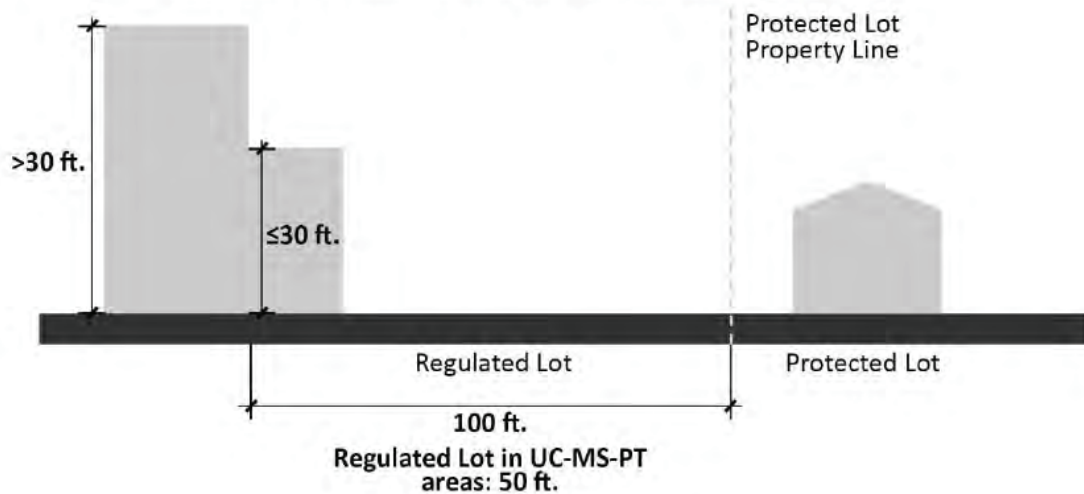 Protected Lot
Property Line
>30 ft.
≤30 ft.
Regulated Lot
Protected Lot
100 ft.
Regulated Lot in UC-MS-PT
areas: 50 ft.